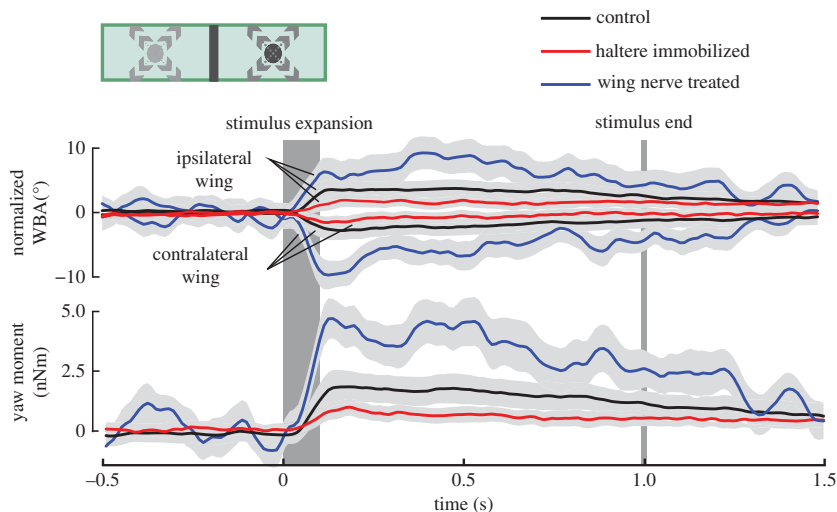 control
haltere immobilized
wing nerve treated
stimulus expansion
stimulus end
normalized
WBA(°)
10
0
−10
ipsilateral
wing
contralateral
wing
yaw moment
(nNm)
5.0
2.5
0
−0.5 0 0.5 1.0 1.5
time (s)